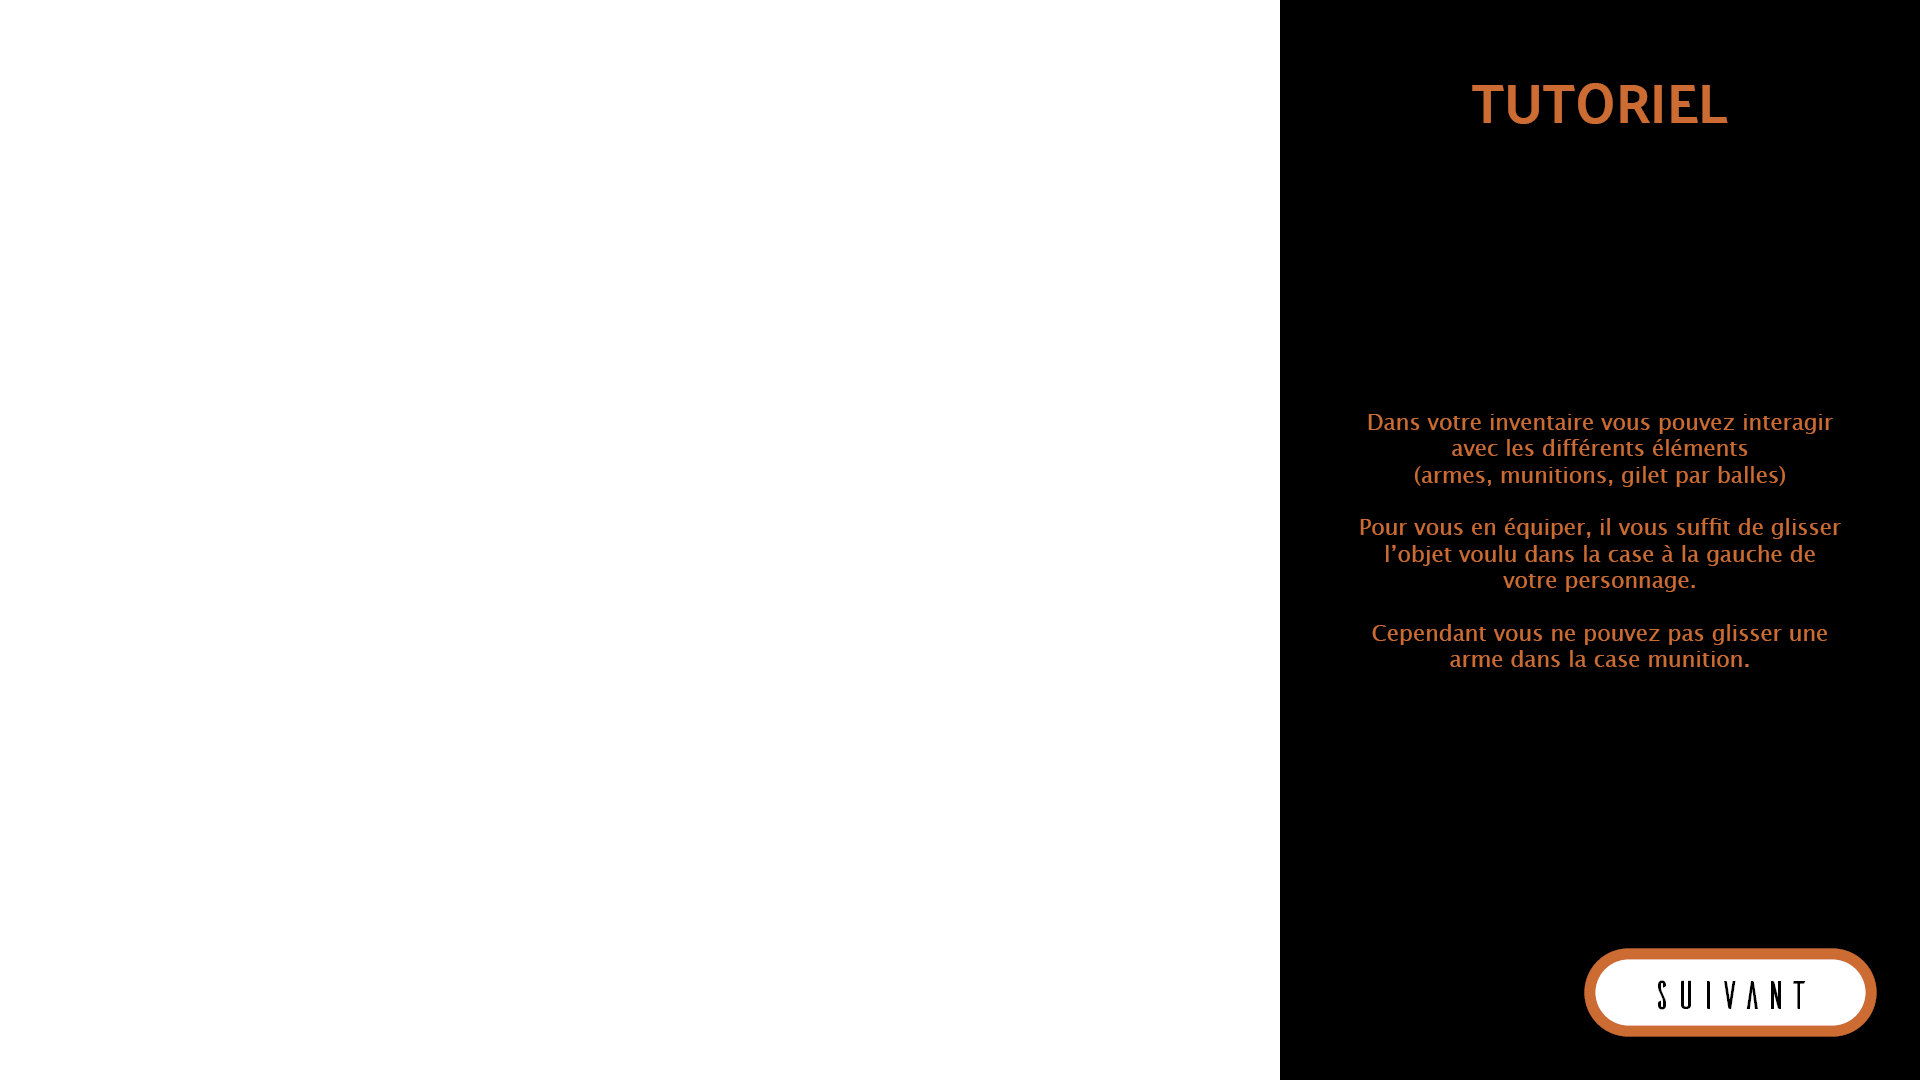 TUTORIEL
Dans votre inventaire vous pouvez interagir
avec les différents éléments
(armes, munitions, gilet par balles)
Pour vous en équiper, il vous suffit de glisser
l’objet voulu dans la case à la gauche de
votre personnage.
Cependant vous ne pouvez pas glisser une
arme dans la case munition.
SUIVANT